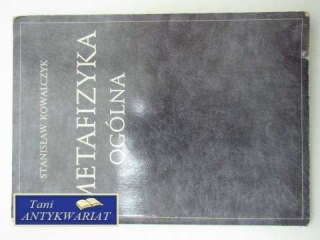 STANISŁAW KOWALCZYK
METAFIZYKA
OGÓLNA
Tani
ANTYKWARIAT